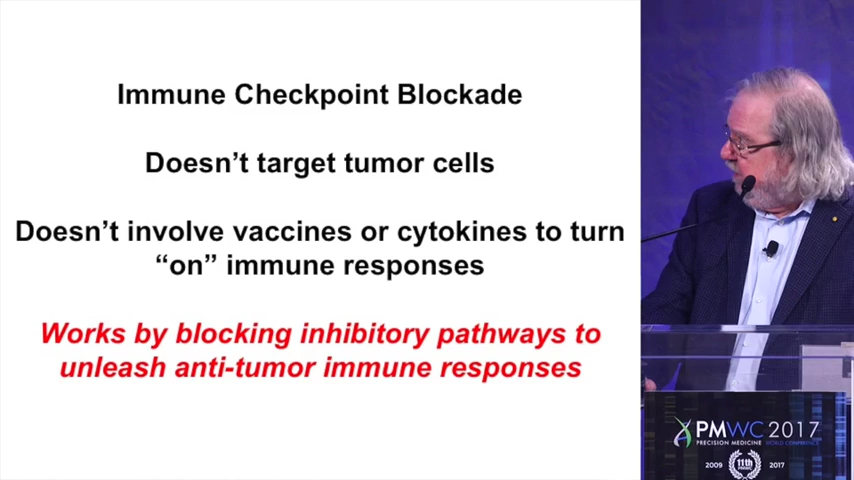 Immune Checkpoint Blockade
Doesn’t target tumor cells
Doesn’t involve vaccines or cytokines to turn
“on” immune responses
Works by blocking inhibitory pathways to
unleash anti-tumor immune responses
PMWC 2017
PRECISION MEDICINE WORLD CONFERENCE
2009 11th 2017